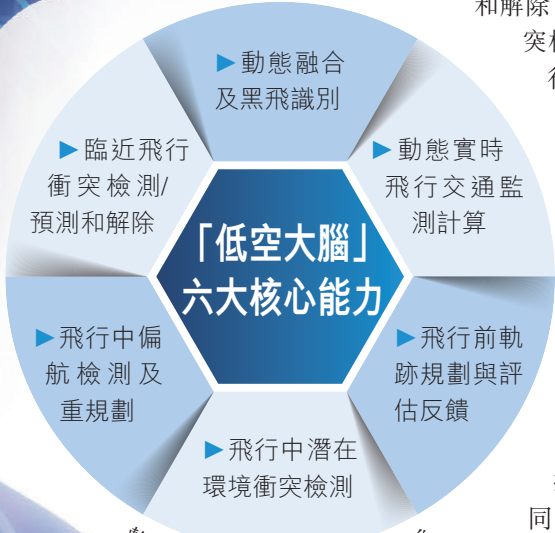 和解除
突
▶動態融合
及黑飛識別
▶動態實時
飛行交通監
測計算
▶飛行前軌
跡規劃與評
估反饋
▶飛行中潛在
環境衝突檢測
▶飛行中偏
航檢測及
重規劃
▶臨近飛行
衝突檢測/
預測和解除
「低空大腦」
六大核心能力
同